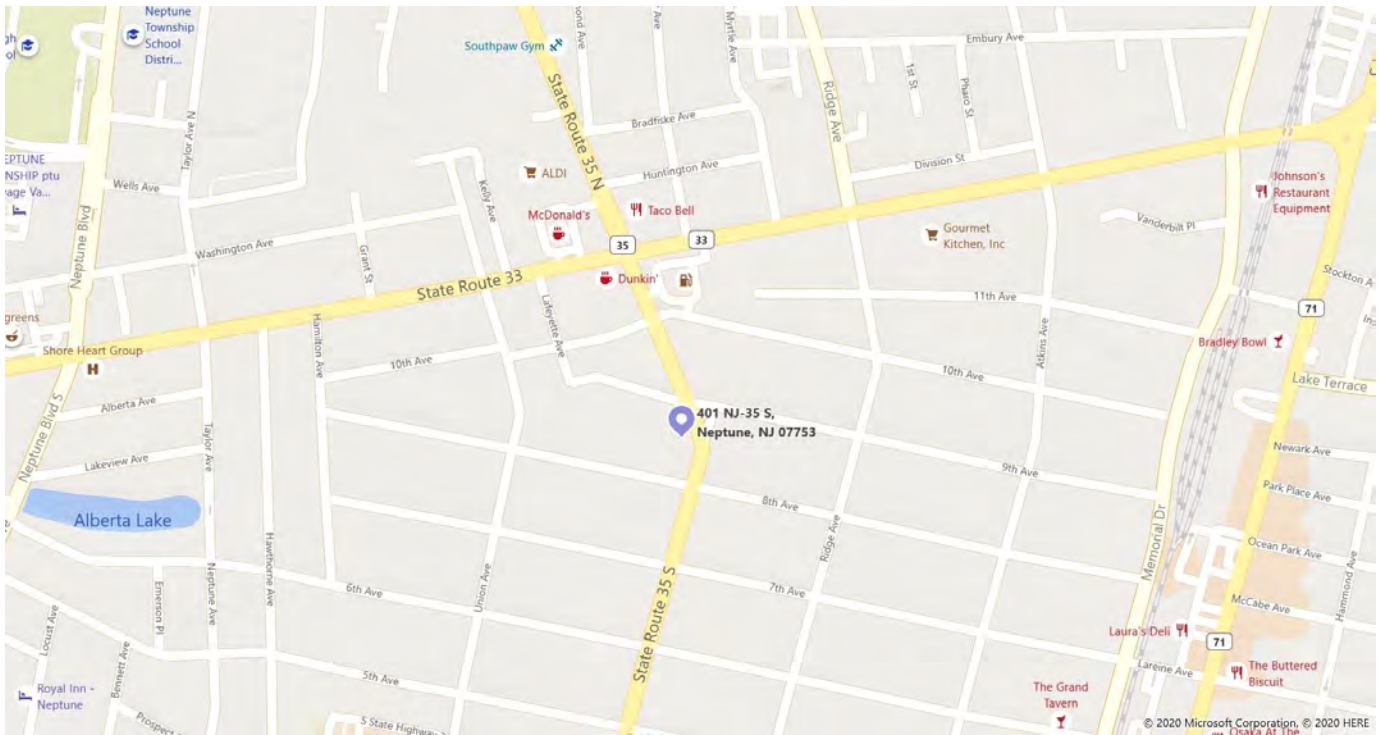 Neptune
Township
School
Distri...
Southpaw Gym
Embury Ave
Myrtle Ave
1st St
Pharo St
State Route 35 N
Bradfiske Ave
Ridge Ave
Taylor Ave N
Division St
Huntington Ave
ALDI
Wells Ave
Kelly Ave
Johnson's
Restaurant
Equipment
McDonald's
Taco Bell
Vanderbilt Pl
Gourmet
Kitchen, Inc
Washington Ave
Grant St
Neptune Blvd
35
33
State Route 33
Dunkin'
11th Ave
71
Lafayette Ave
Hamilton Ave
Shore Heart Group
H
10th Ave
Atkins Ave
Bradley Bowl
10th Ave
Lake Terrace
Alberta Ave
401 NJ-35 S,
Neptune, NJ 07753
Neptune Blvd S
Taylor Ave
Lakeview Ave
9th Ave
Newark Ave
Park Place Ave
8th Ave
Alberta Lake
Ridge Ave
Memorial Dr
Ocean Park Ave
Hawthorne Ave
Neptune Ave
Emerson Pl
6th Ave
Union Ave
7th Ave
State Route 35 S
McCabe Ave
Hammond Ave
Locust Ave
Laura's Deli
71
Lareine Ave
Bennett Ave
5th Ave
The Buttered
Biscuit
Royal Inn -
Neptune
The Grand
Tavern
S State Highway
© 2020 Microsoft Corporation, © 2020 HERE
Osaka At The